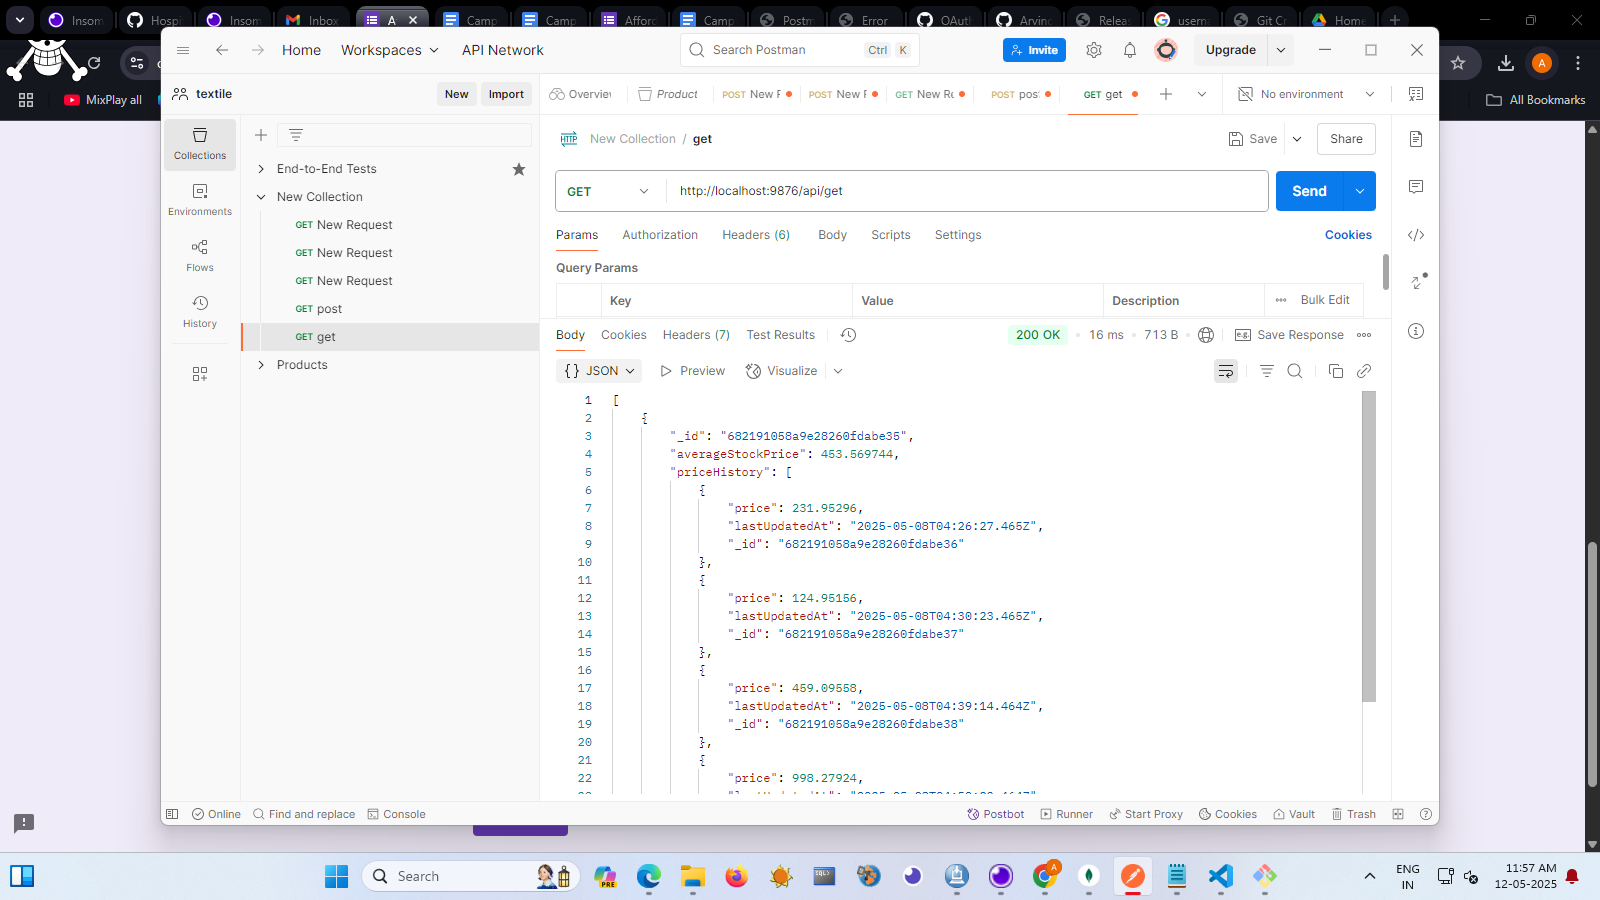 Insom
Hospi
Insom
Inbox
A
Camp
Camp
Afford
Camp
Postm
Error
OAuth
Arvind
Releas
userna
Git Cr
Home
MixPlay all
All Bookmarks
Home Workspaces API Network
Search Postman Ctrl K
Invite
Upgrade
textile
New Import
Overview
Product
POST New R
POST New R
GET New Re
POST post
GET get
No environment
Collections
Environments
Flows
History
End-to-End Tests
New Collection
GET New Request
GET New Request
GET New Request
GET post
GET get
Products
HTTP New Collection / get
Save Share
GET http://localhost:9876/api/get
Send
Params Authorization Headers (6) Body Scripts Settings Cookies
Query Params
Key Value Description Bulk Edit
Body Cookies Headers (7) Test Results 200 OK 16 ms 713 B Save Response
{} JSON Preview Visualize
1 [
2 {
3 "_id": "682191058a9e28260fdabe35",
4 "averageStockPrice": 453.569744,
5 "priceHistory": [
6 {
7 "price": 231.95296,
8 "lastUpdatedAt": "2025-05-08T04:26:27.465Z",
9 "_id": "682191058a9e28260fdabe36"
10 },
11 {
12 "price": 124.95156,
13 "lastUpdatedAt": "2025-05-08T04:30:23.465Z",
14 "_id": "682191058a9e28260fdabe37"
15 },
16 {
17 "price": 459.09558,
18 "lastUpdatedAt": "2025-05-08T04:39:14.464Z",
19 "_id": "682191058a9e28260fdabe38"
20 },
21 {
22 "price": 998.27924,
Online Find and replace Console
Postbot Runner Start Proxy Cookies Vault Trash
Search
PRE
SQL
A
ENG
IN
11:57 AM
12-05-2025